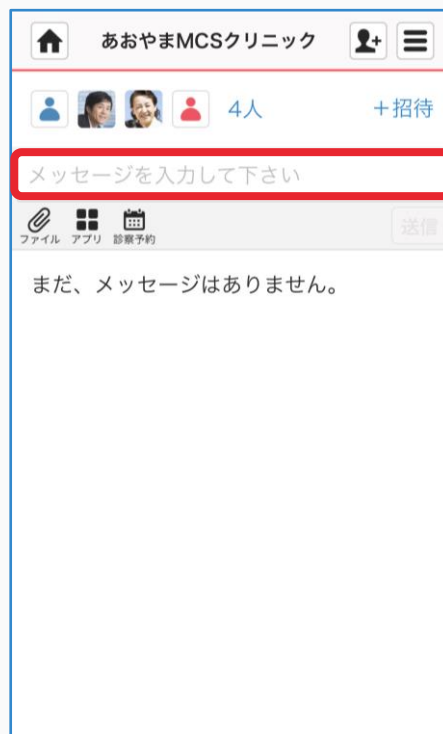 あおやまMCSクリニック
4人
＋招待
メッセージを入力して下さい
ファイル アプリ 診察予約
送信
まだ、メッセージはありません。